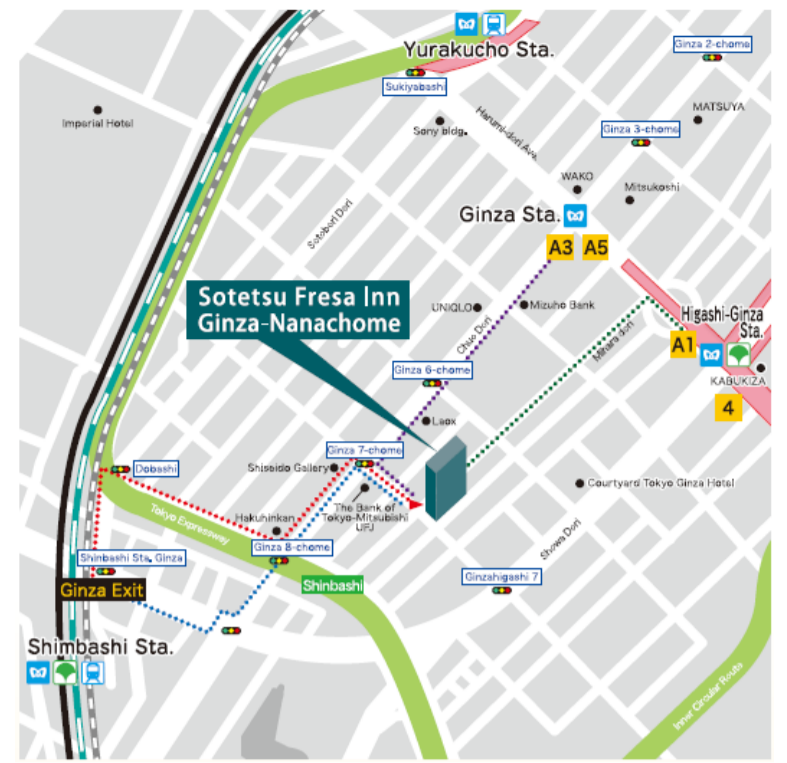 Yurakucho Sta.
Ginza 2-chome
Sukiyabashi
Imperial Hotel
Sony bldg.
Harumi-dori Ave.
MATSUYA
Ginza 3-chome
WAKO
Mitsukoshi
Ginza Sta.
A3 A5
Sotobori Dori
Sotetsu Fresa Inn
Ginza-Nanachome
UNIQLO
Mizuho Bank
Chuo Dori
Mihara dori
Higashi-Ginza
Sta.
A1
KABUKIZA
4
Ginza 6-chome
Laox
Ginza 7-chome
Shiseido Gallery
Dobashi
The Bank of
Tokyo-Mitsubishi
UFJ
Courtyard Tokyo Ginza Hotel
Tokyo Expressway
Hakuhinkan
Ginza 8-chome
Showa Dori
Shinbashi Sta. Ginza
Ginza Exit
Shinbashi
Ginzahigashi 7
Shimbashi Sta.
Inner Circular Route